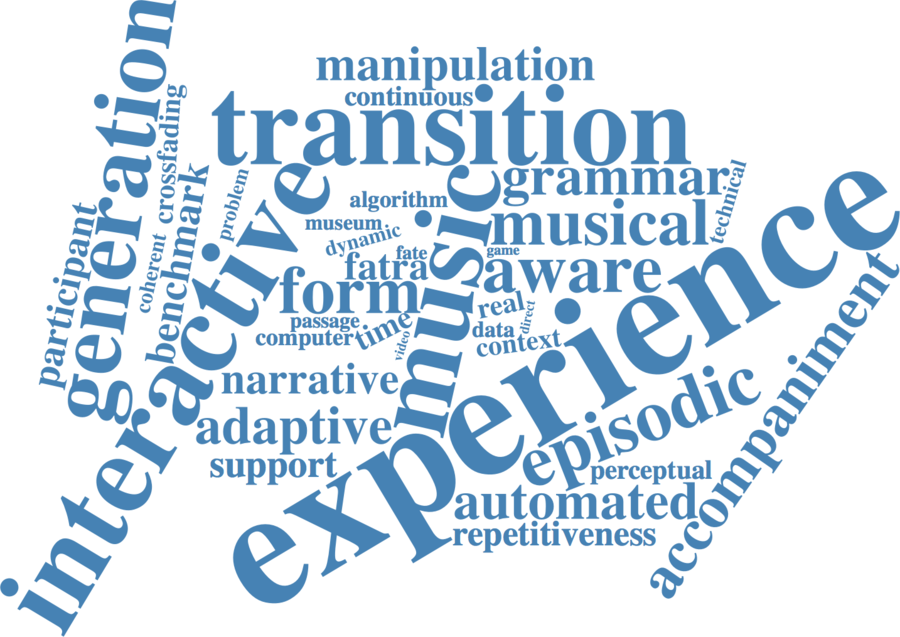 manipulation
continuous
transition
generation
crossfading
benchmark
problem
coherent
participant
interactive
algorithm
museum
dynamic
fate
fatra
form
passage
computer
time
video
music
grammar
technical
musical
game
aware
real
direct
data
context
experience
narrative
adaptive
support
episodic
perceptual
automated
repetitiveness
accompaniment